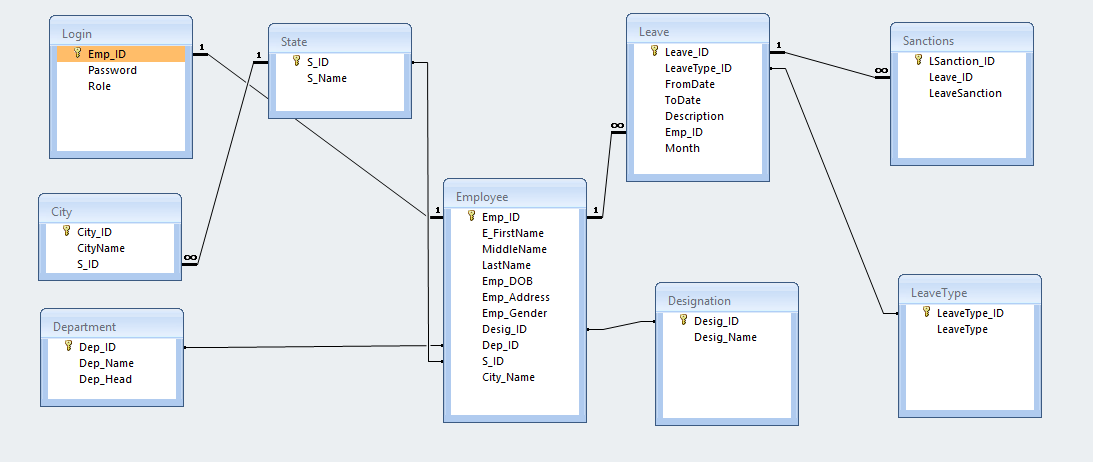 Login
Emp_ID
Password
Role
1
State
S_ID
S_Name
1
Leave
Leave_ID
LeaveType_ID
FromDate
ToDate
Description
Emp_ID
Month
1
∞
Sanctions
LSanction_ID
Leave_ID
LeaveSanction
∞
City
City_ID
CityName
S_ID
∞
Employee
Emp_ID
E_FirstName
MiddleName
LastName
Emp_DOB
Emp_Address
Emp_Gender
Desig_ID
Dep_ID
S_ID
City_Name
1
1
Department
Dep_ID
Dep_Name
Dep_Head
Designation
Desig_ID
Desig_Name
LeaveType
LeaveType_ID
LeaveType